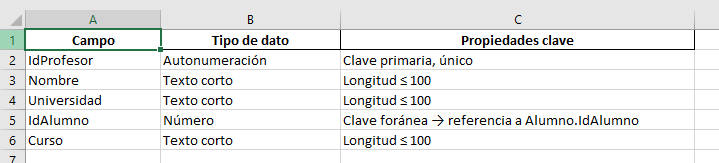 A B C
1 Campo Tipo de dato Propiedades clave
2 IdProfesor Autonumeración Clave primaria, único
3 Nombre Texto corto Longitud ≤ 100
4 Universidad Texto corto Longitud ≤ 100
5 IdAlumno Número Clave foránea → referencia a Alumno.IdAlumno
6 Curso Texto corto Longitud ≤ 100
7